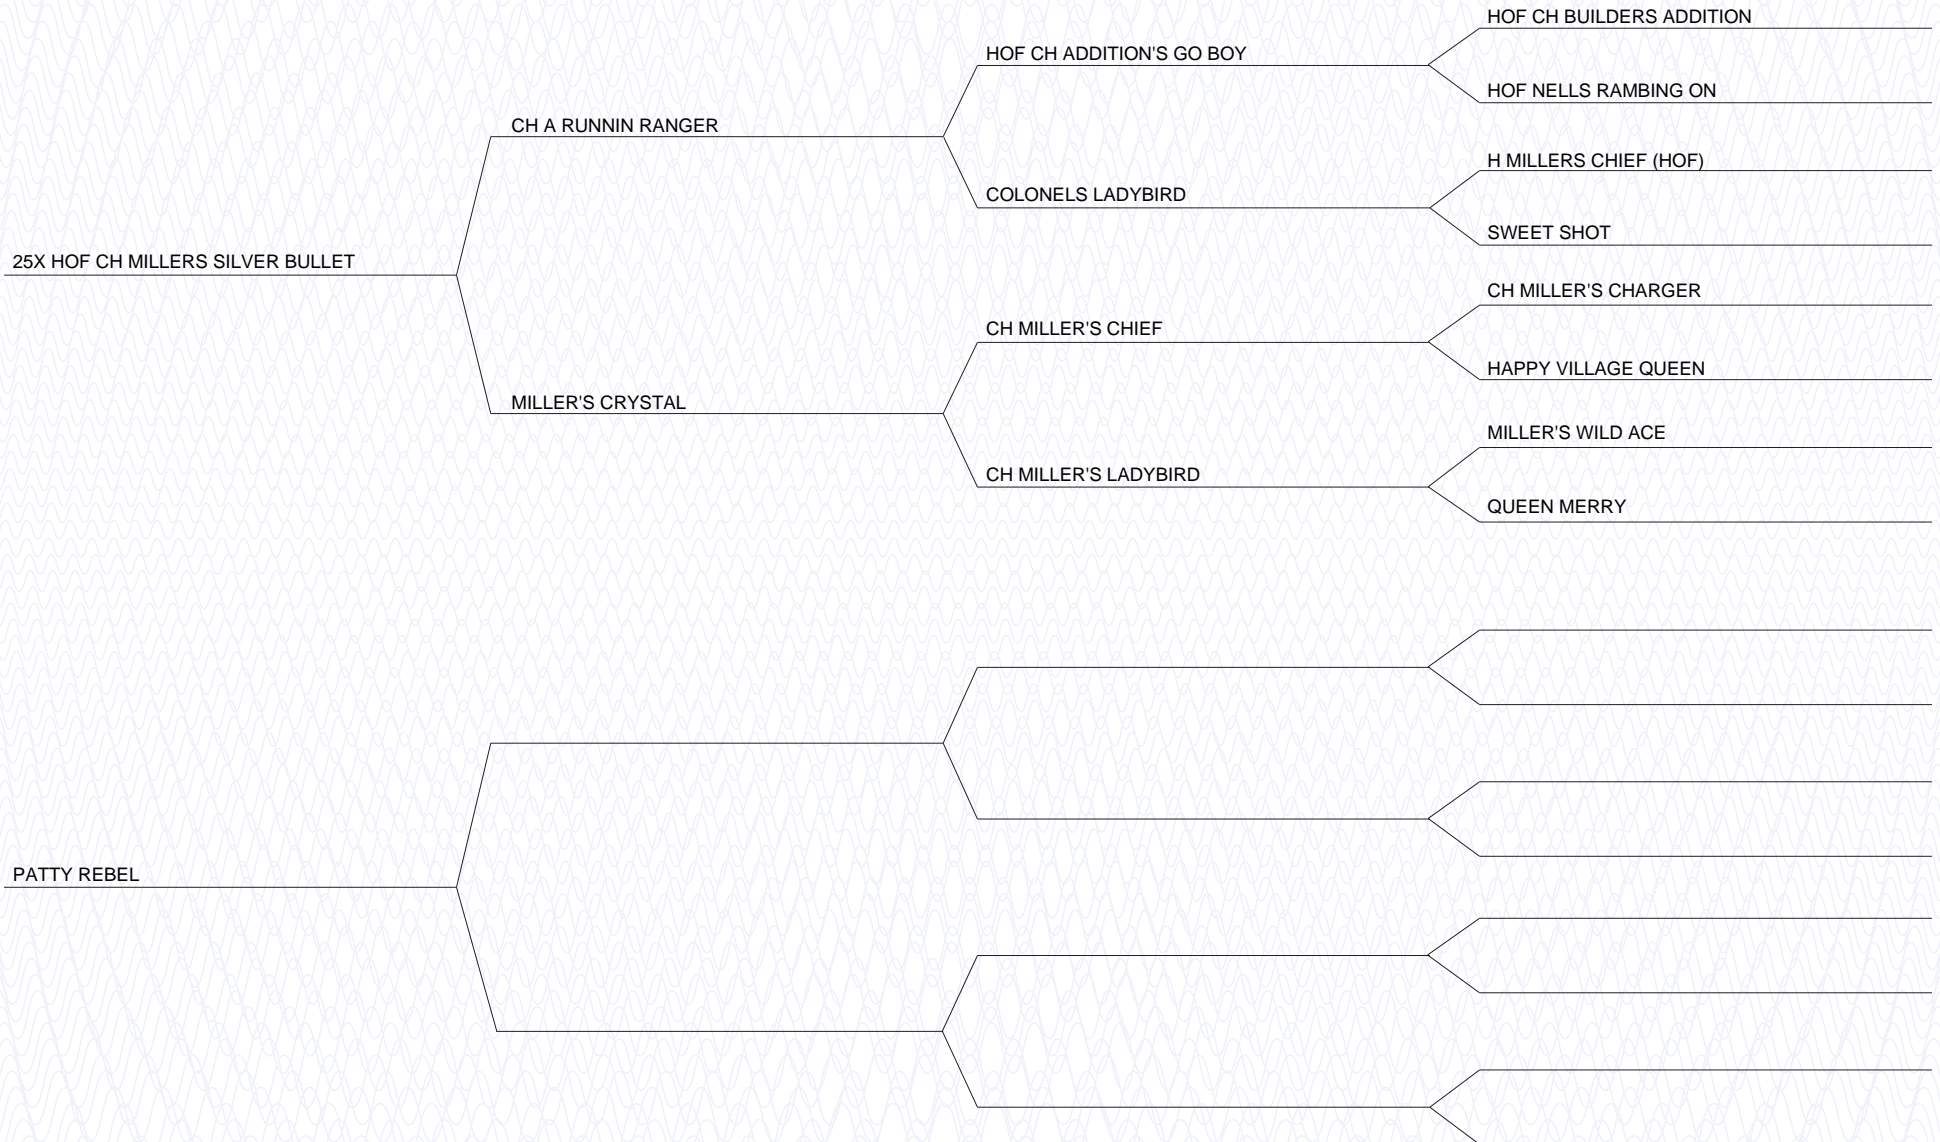 HOF CH BUILDERS ADDITION
HOF CH ADDITION'S GO BOY
HOF NELLS RAMBING ON
CH A RUNNIN RANGER
H MILLERS CHIEF (HOF)
COLONELS LADYBIRD
SWEET SHOT
25X HOF CH MILLERS SILVER BULLET
CH MILLER'S CHARGER
CH MILLER'S CHIEF
HAPPY VILLAGE QUEEN
MILLER'S CRYSTAL
MILLER'S WILD ACE
CH MILLER'S LADYBIRD
QUEEN MERRY
PATTY REBEL